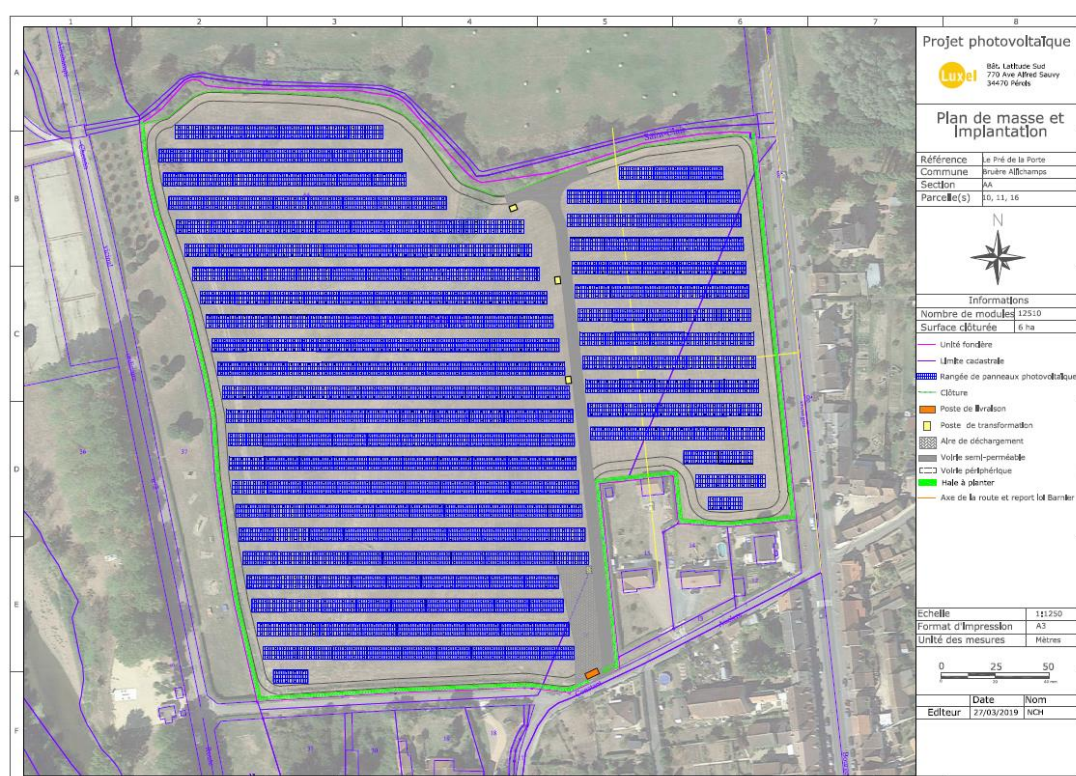 1 2 3 4 5 6 7 8
A
B
C
D
E
F
Projet photovoltaïque
Luxel
Bât. Latitude Sud
770 Ave Alfred Sauvy
34470 Pérols
Plan de masse et
Implantation
Référence Le Pré de la Porte
Commune Bruère Allichamps
Section AA
Parcelle(s) 10, 11, 16
N
Informations
Nombre de modules 12510
Surface clôturée 6 ha
Unité foncière
Limite cadastrale
Rangée de panneaux photovoltaïque
Clôture
Poste de livraison
Poste de transformation
Aire de déchargement
Voirie semi-perméable
Voirie périphérique
Haie à planter
Axe de la route et report loi Barnier
Echelle 1:1250
Format d'impression A3
Unité des mesures Mètres
0 25 50
Date Nom
Editeur 27/03/2019 NCH
36
37